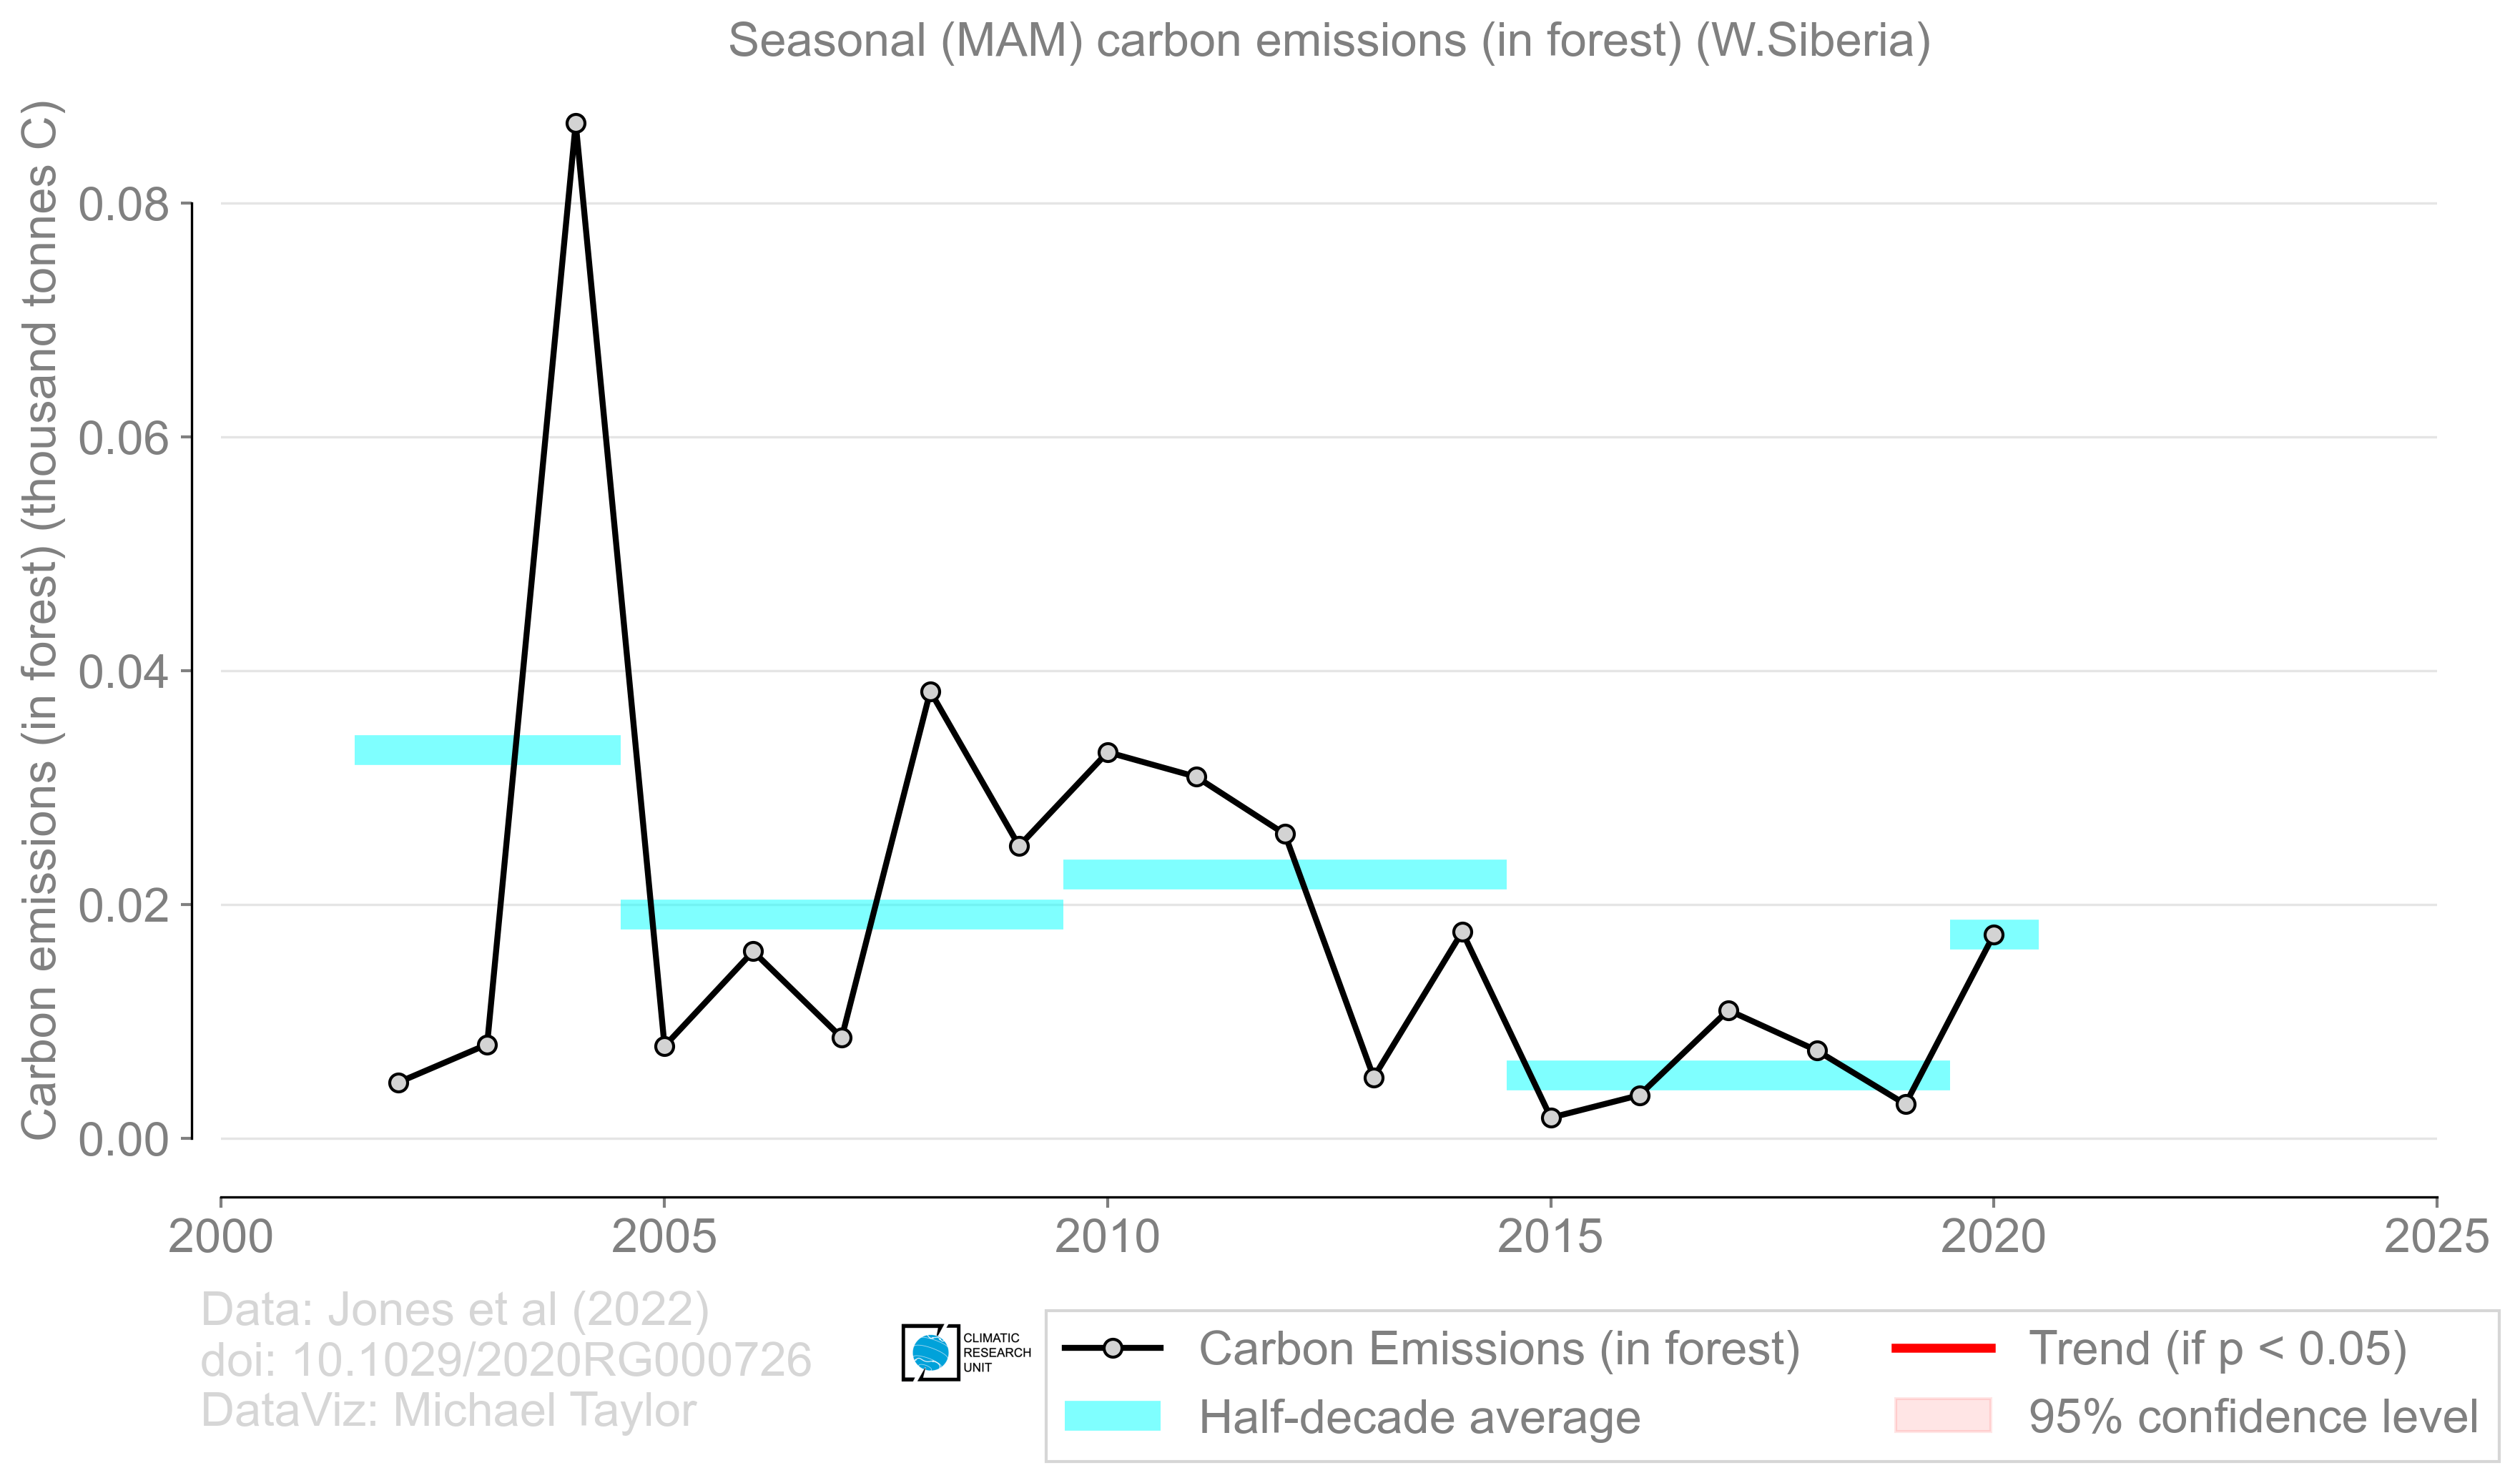 Seasonal (MAM) carbon emissions (in forest) (W.Siberia)
Carbon emissions (in forest) (thousand tonnes C)
0.08
0.06
0.04
0.02
0.00
2000 2005 2010 2015 2020 2025
Data: Jones et al (2022)
doi: 10.1029/2020RG000726
DataViz: Michael Taylor
CLIMATIC
RESEARCH
UNIT
Carbon Emissions (in forest)
Half-decade average
Trend (if p < 0.05)
95% confidence level